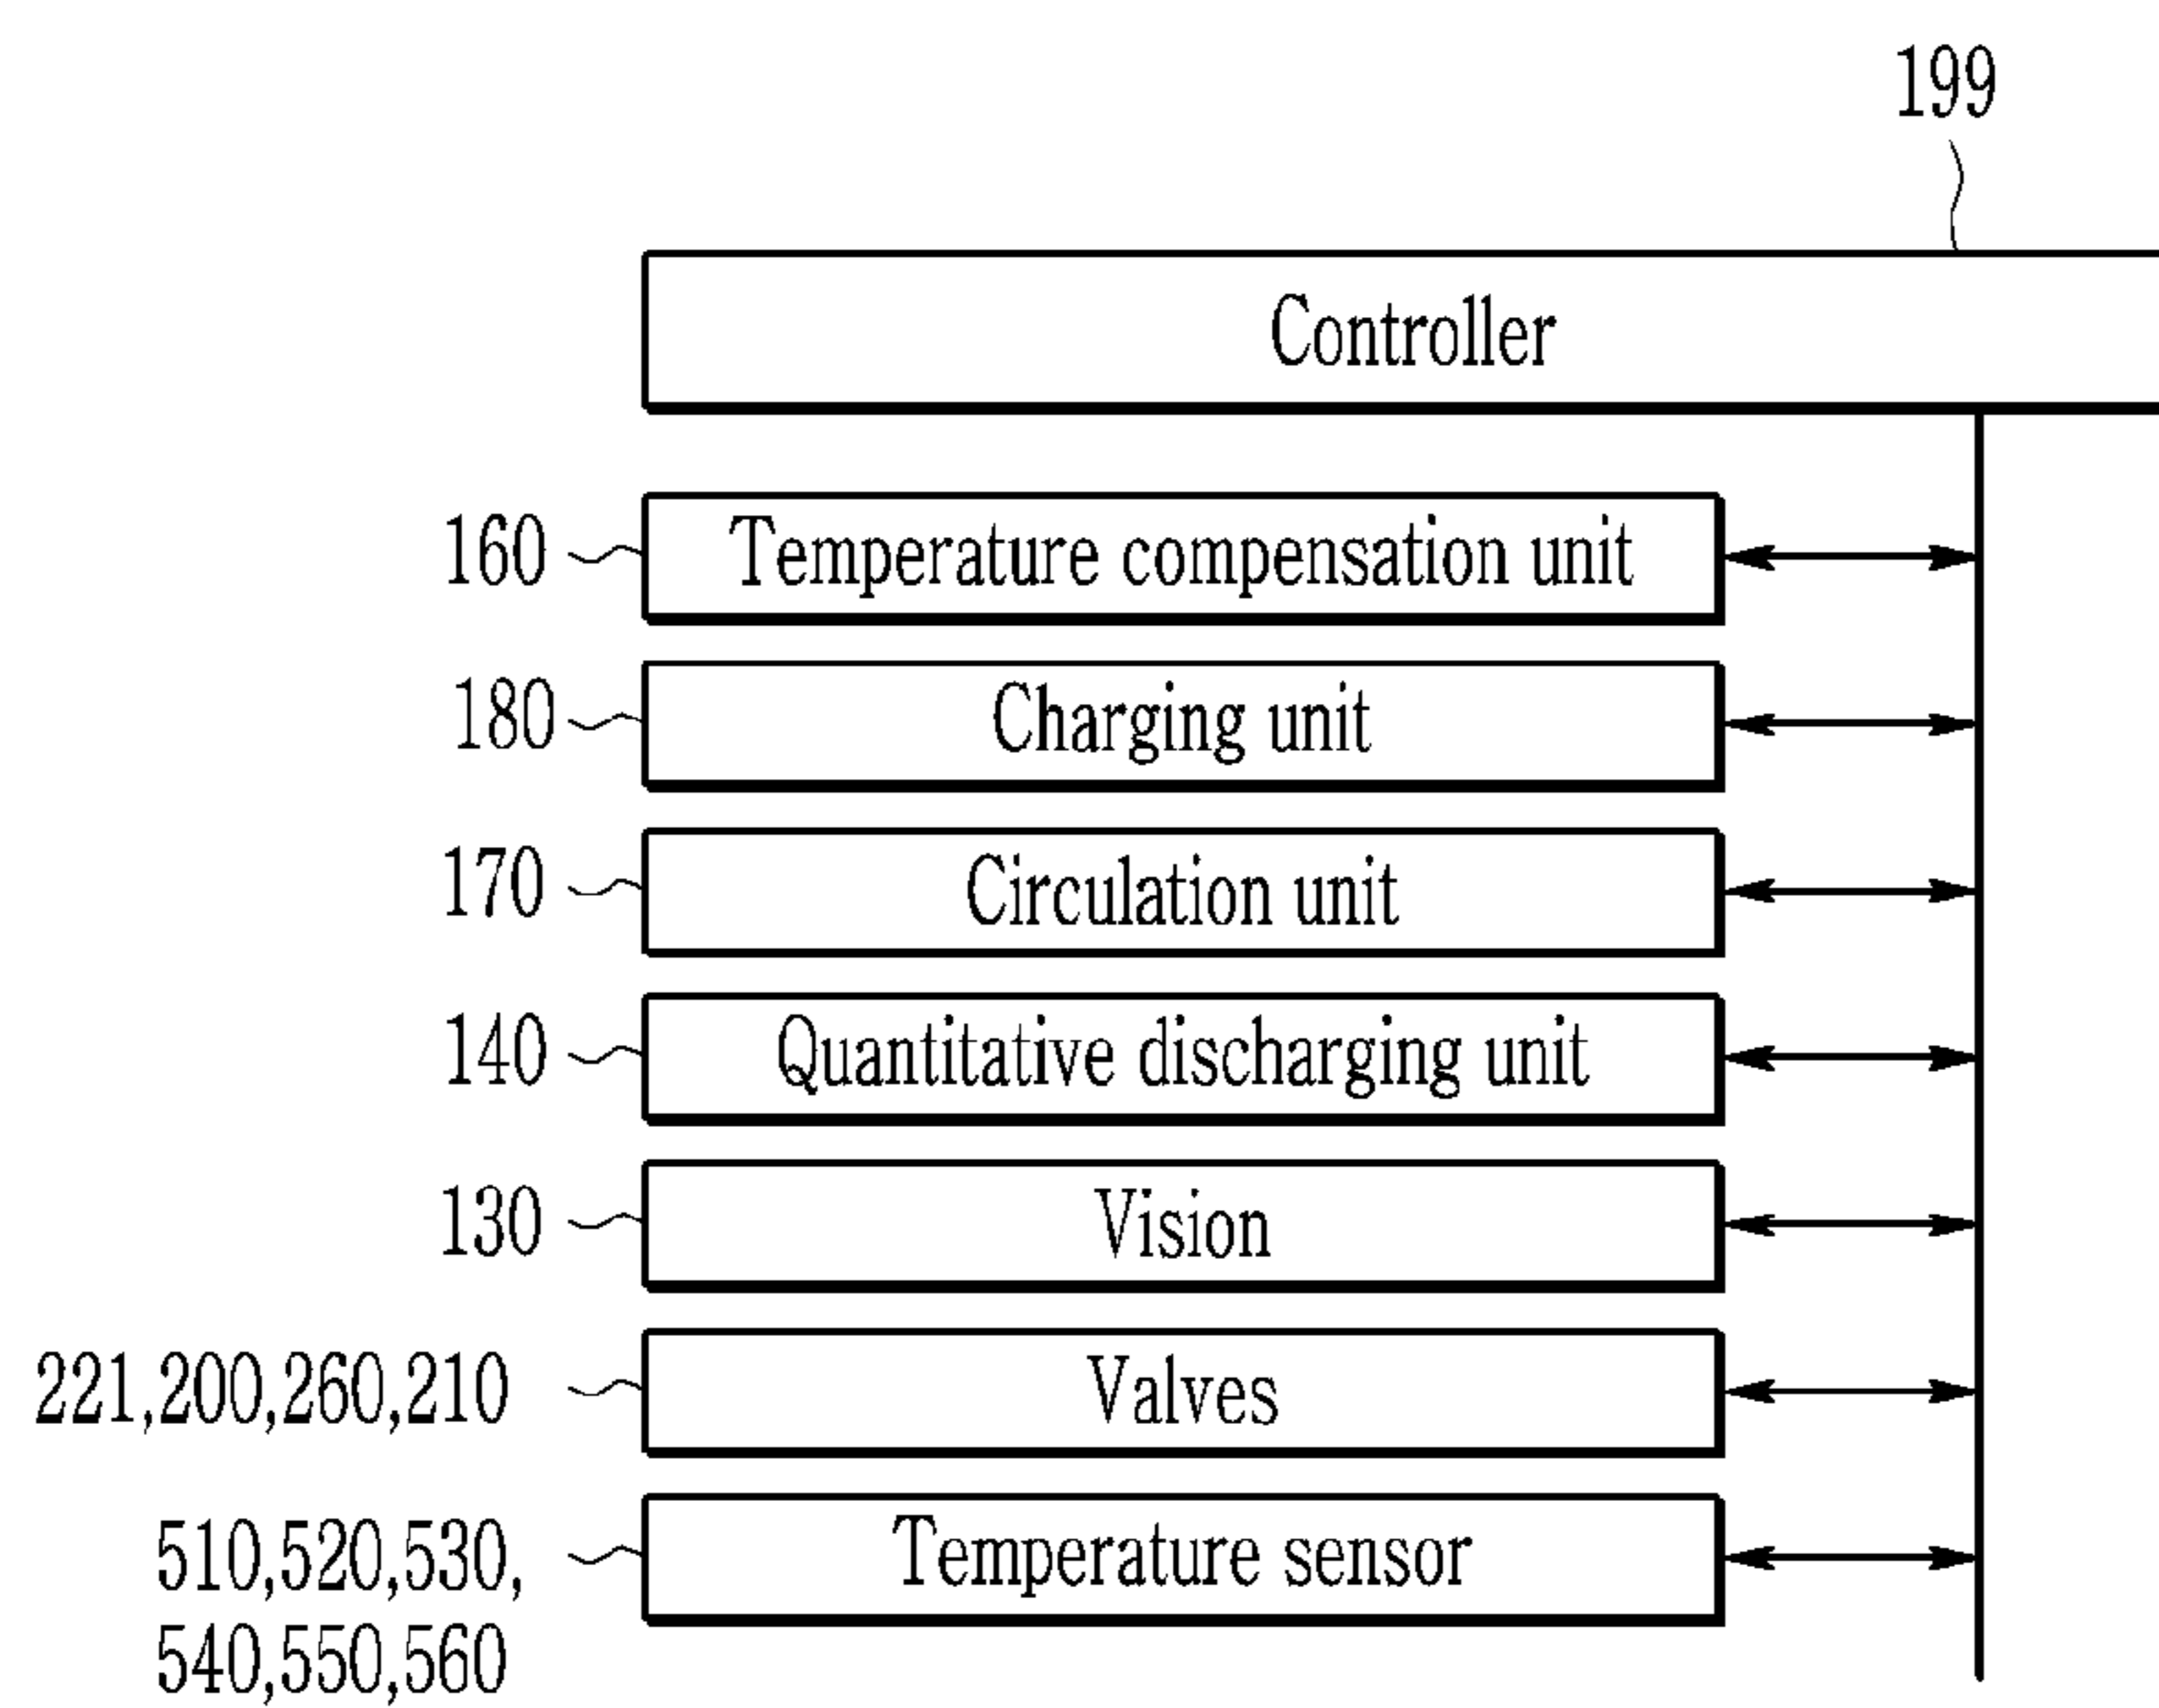 199
Controller
160 Temperature compensation unit
180 Charging unit
170 Circulation unit
140 Quantitative discharging unit
130 Vision
221,200,260,210 Valves
510,520,530, Temperature sensor
540,550,560